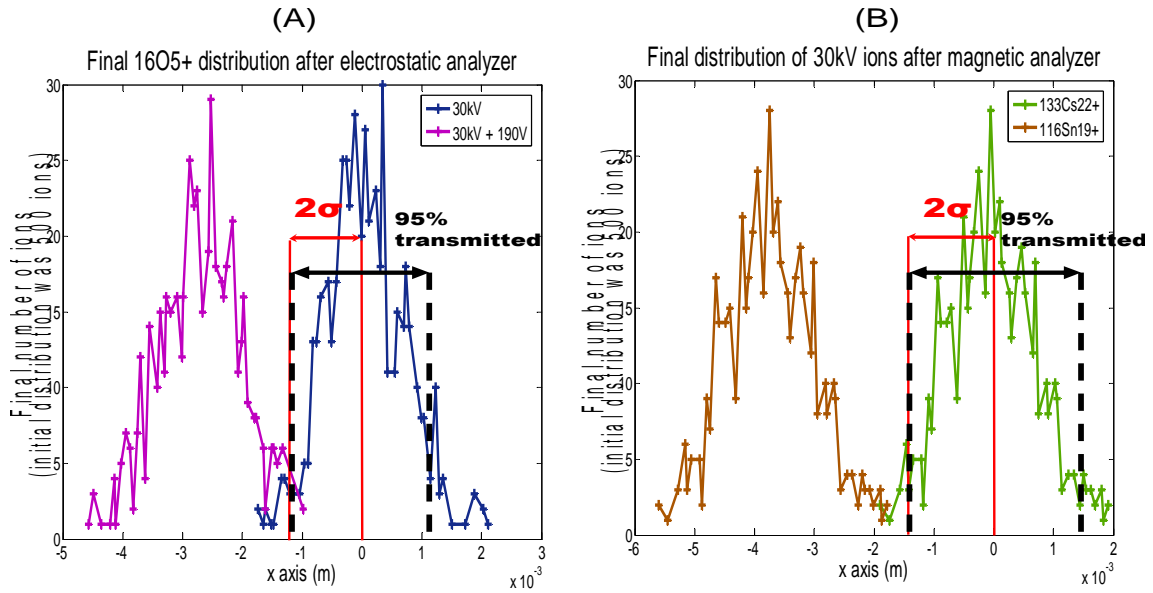 (A)
Final 16O5+ distribution after electrostatic analyzer
30kV
30kV + 190V
2σ
95%
transmitted
Final number of ions
(initial distribution was 500 ions)
30
25
20
15
10
5
0
-5 -4 -3 -2 -1 0 1 2 3
x axis (m)
x 10⁻³
(B)
Final distribution of 30kV ions after magnetic analyzer
133Cs22+
116Sn19+
2σ
95%
transmitted
Final number of ions
(initial distribution was 500 ions)
30
25
20
15
10
5
0
-6 -5 -4 -3 -2 -1 0 1 2
x axis (m)
x 10⁻³